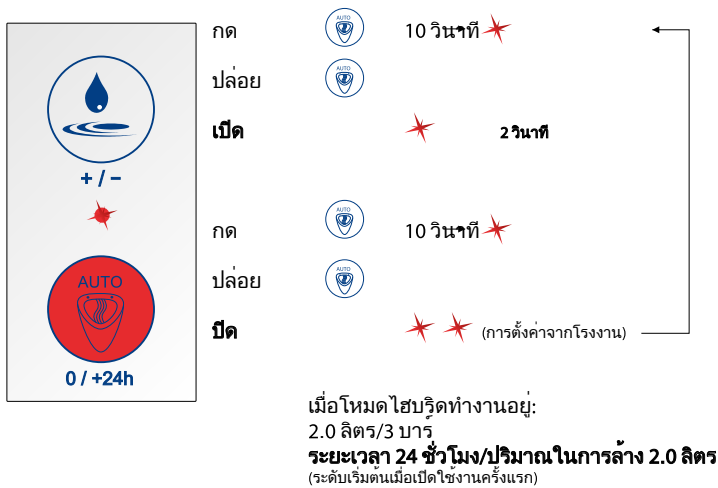 กด AUTO 10 วินาที
ปล่อย AUTO
เปิด 2 วินาที
+ / −
กด AUTO 10 วินาที
ปล่อย AUTO
AUTO
ปิด (การตั้งค่าจากโรงงาน)
0 / +24h
เมื่อโหมดไฮบริดทำงานอยู่:
2.0 ลิตร/3 บาร์
ระยะเวลา 24 ชั่วโมง/ปริมาณในการล้าง 2.0 ลิตร
(ระดับเริ่มต้นเมื่อเปิดใช้งานครั้งแรก)